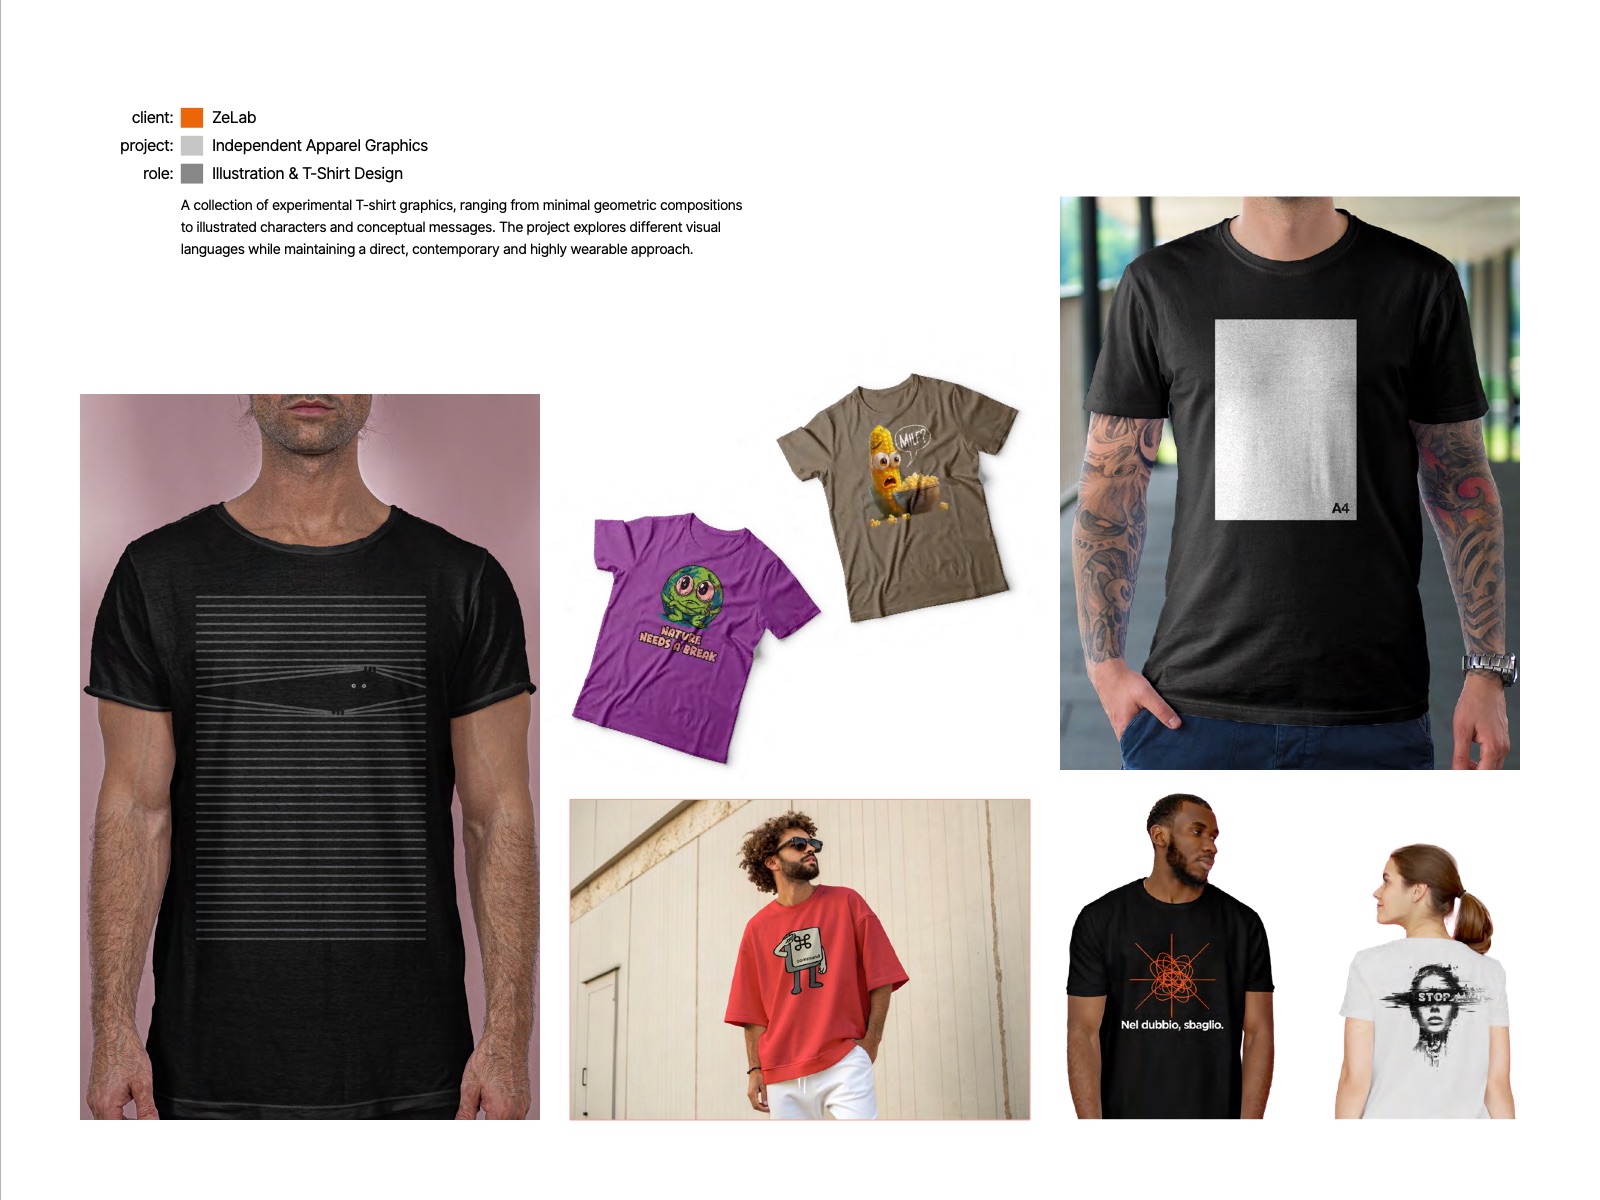 client: ZeLab
project: Independent Apparel Graphics
role: Illustration & T-Shirt Design
A collection of experimental T-shirt graphics, ranging from minimal geometric compositions
to illustrated characters and conceptual messages. The project explores different visual
languages while maintaining a direct, contemporary and highly wearable approach.
MILF?
A4
NATURE
NEEDS A BREAK
⌘
command
Nel dubbio, sbaglio.
STOP